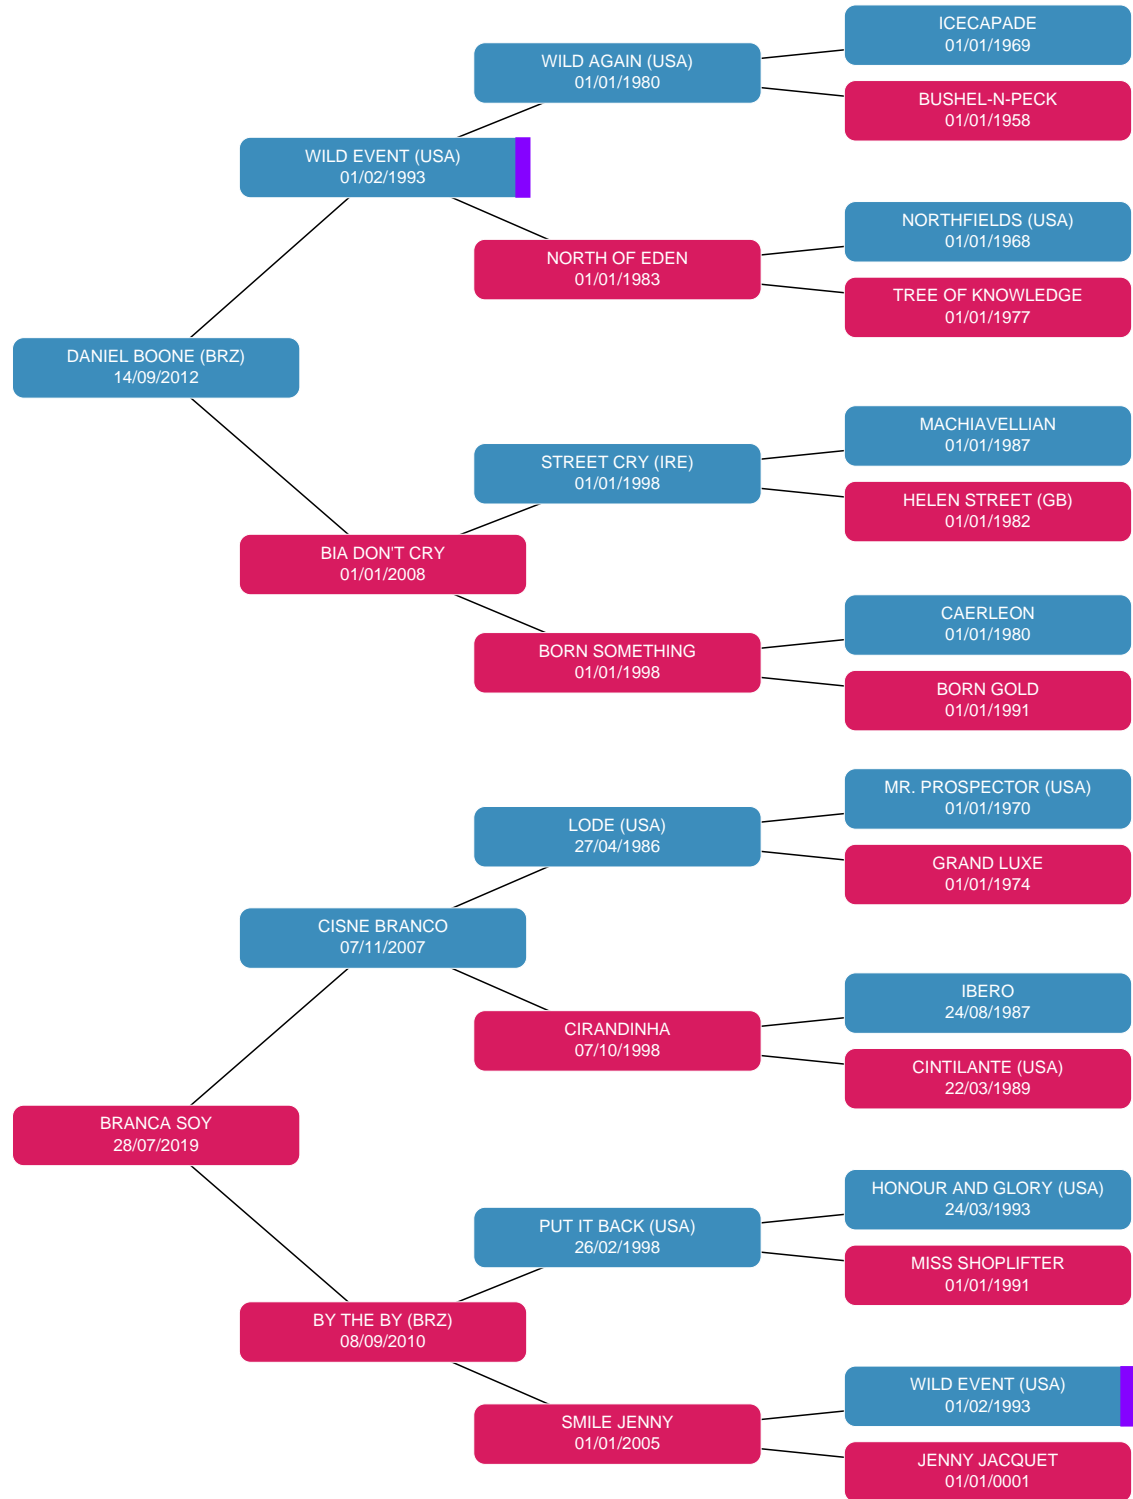 ICECAPADE
01/01/1969
WILD AGAIN (USA)
01/01/1980
BUSHEL-N-PECK
01/01/1958
WILD EVENT (USA)
01/02/1993
NORTHFIELDS (USA)
01/01/1968
NORTH OF EDEN
01/01/1983
TREE OF KNOWLEDGE
01/01/1977
DANIEL BOONE (BRZ)
14/09/2012
MACHIAVELLIAN
01/01/1987
STREET CRY (IRE)
01/01/1998
HELEN STREET (GB)
01/01/1982
BIA DON'T CRY
01/01/2008
CAERLEON
01/01/1980
BORN SOMETHING
01/01/1998
BORN GOLD
01/01/1991
MR. PROSPECTOR (USA)
01/01/1970
LODE (USA)
27/04/1986
GRAND LUXE
01/01/1974
CISNE BRANCO
07/11/2007
IBERO
24/08/1987
CIRANDINHA
07/10/1998
CINTILANTE (USA)
22/03/1989
BRANCA SOY
28/07/2019
HONOUR AND GLORY (USA)
24/03/1993
PUT IT BACK (USA)
26/02/1998
MISS SHOPLIFTER
01/01/1991
BY THE BY (BRZ)
08/09/2010
WILD EVENT (USA)
01/02/1993
SMILE JENNY
01/01/2005
JENNY JACQUET
01/01/0001